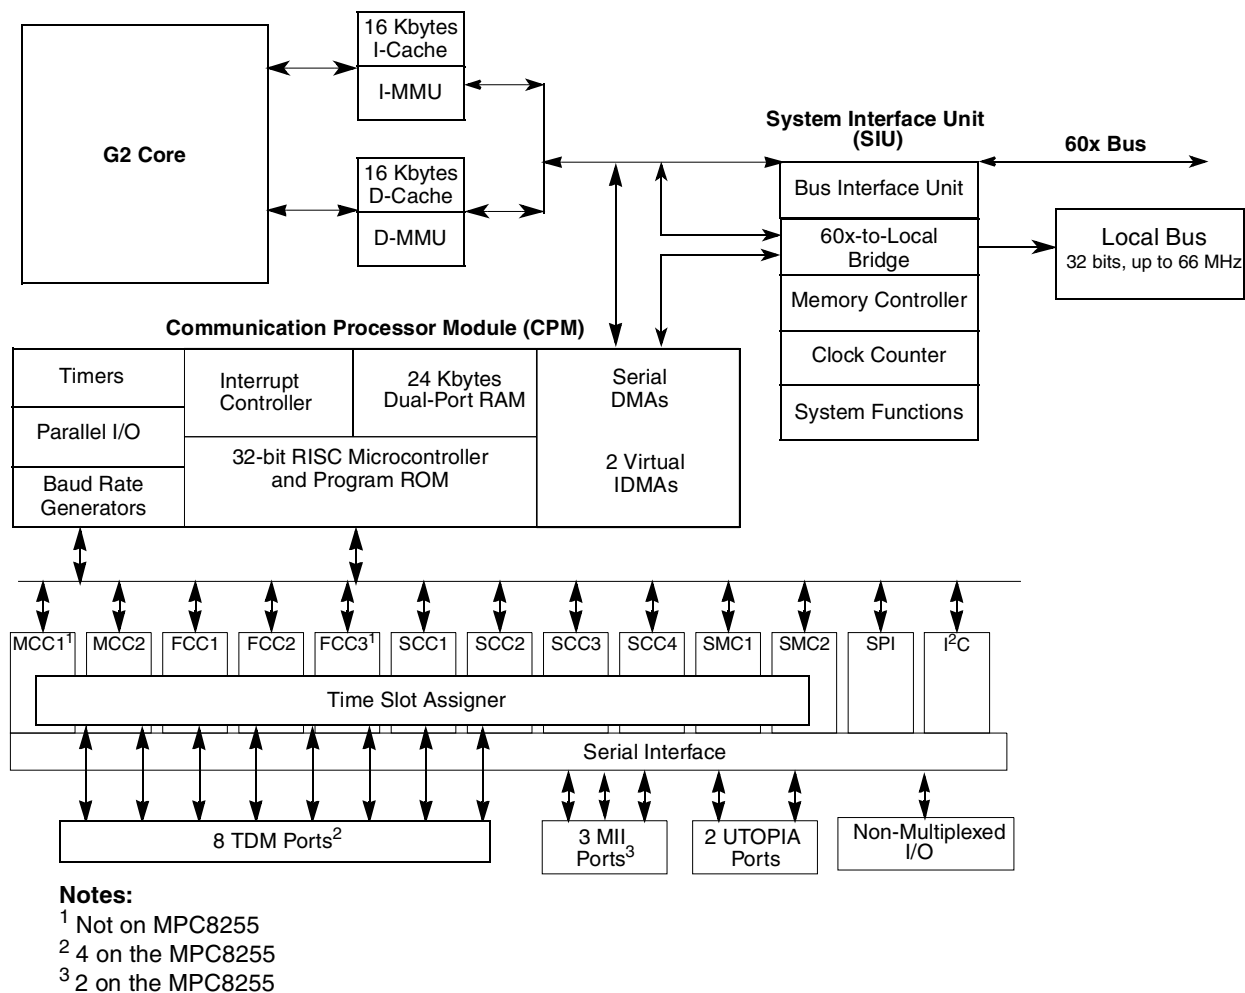 G2 Core
16 Kbytes
I-Cache
I-MMU
16 Kbytes
D-Cache
D-MMU
System Interface Unit
(SIU)
60x Bus
Bus Interface Unit
60x-to-Local
Bridge
Memory Controller
Clock Counter
System Functions
Local Bus
32 bits, up to 66 MHz
Communication Processor Module (CPM)
Timers
Parallel I/O
Baud Rate
Generators
Interrupt
Controller
24 Kbytes
Dual-Port RAM
32-bit RISC Microcontroller
and Program ROM
Serial
DMAs
2 Virtual
IDMAs
MCC1¹ MCC2 FCC1 FCC2 FCC3¹ SCC1 SCC2 SCC3 SCC4 SMC1 SMC2 SPI I²C
Time Slot Assigner
Serial Interface
8 TDM Ports²
3 MII
Ports³
2 UTOPIA
Ports
Non-Multiplexed
I/O
Notes:
¹ Not on MPC8255
² 4 on the MPC8255
³ 2 on the MPC8255